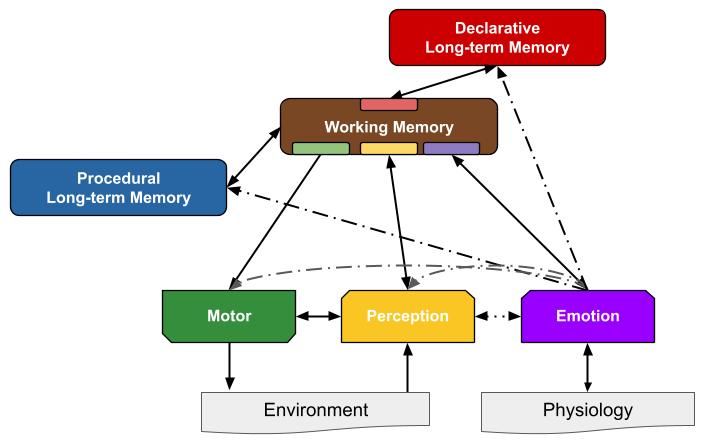 Declarative
Long-term Memory
Working Memory
Procedural
Long-term Memory
Motor
Perception
Emotion
Environment
Physiology